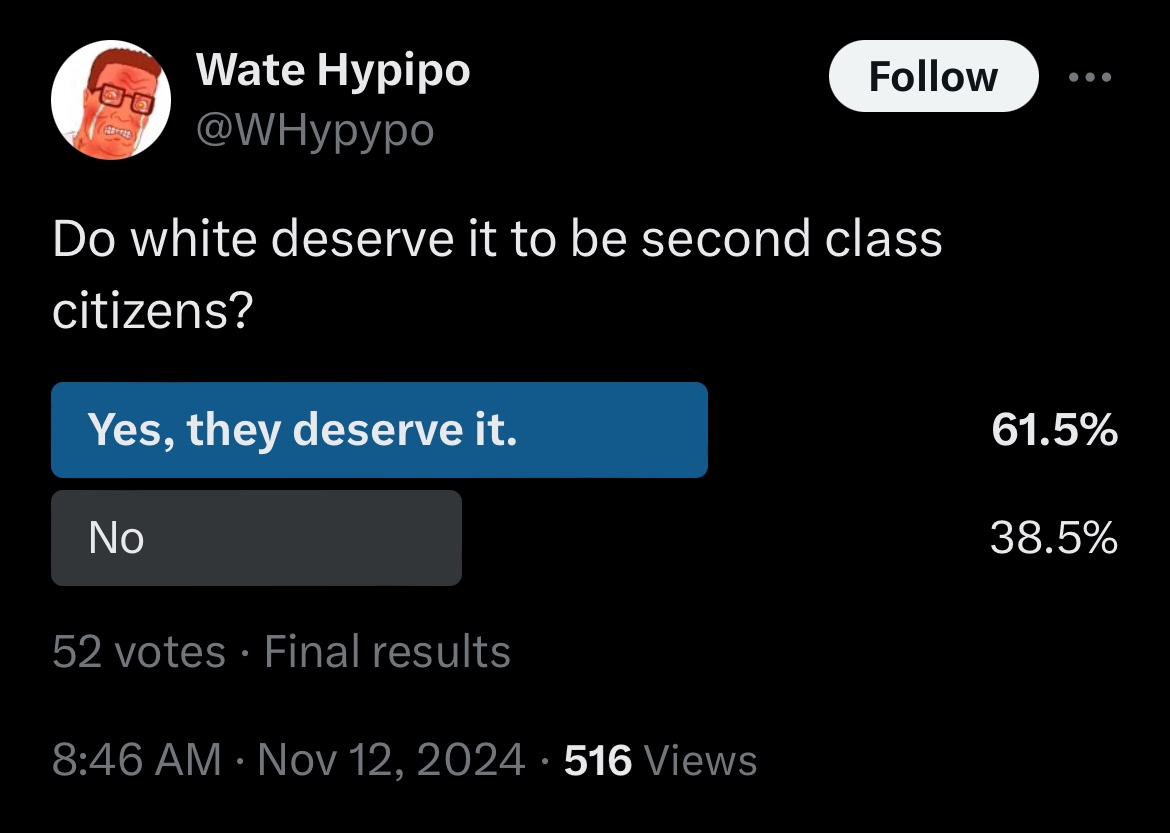 Wate Hypipo
Follow
@WHypypo
Do white deserve it to be second class
citizens?
Yes, they deserve it.
61.5%
No
38.5%
52 votes · Final results
8:46 AM · Nov 12, 2024 · 516 Views